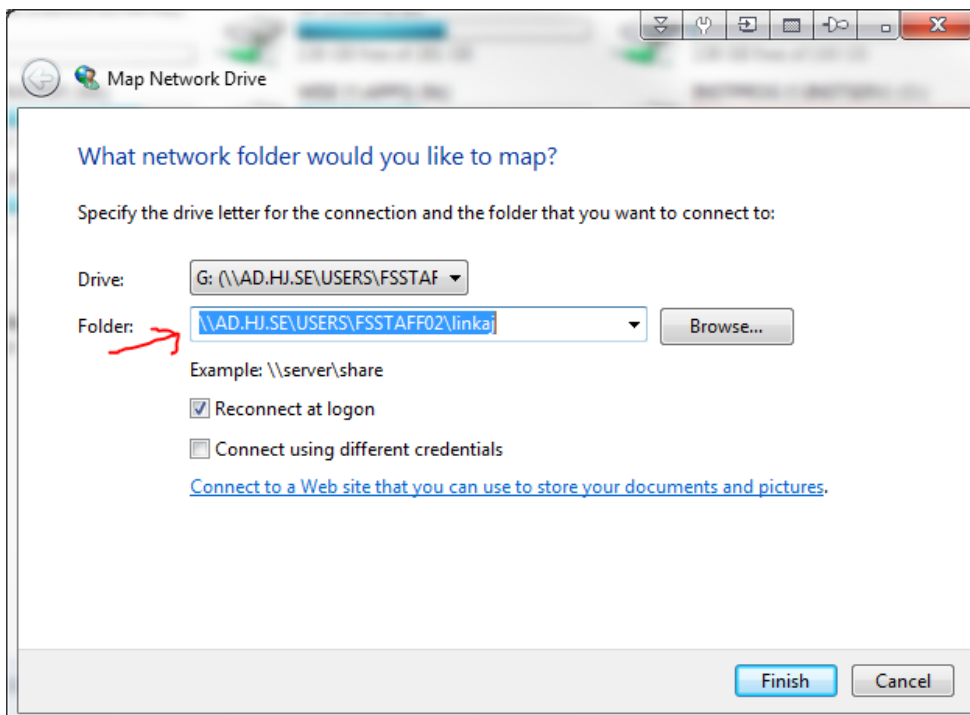 Map Network Drive
What network folder would you like to map?
Specify the drive letter for the connection and the folder that you want to connect to:
Drive: G: (\\AD.HJ.SE\USERS\FSSTAF
Folder: \\AD.HJ.SE\USERS\FSSTAFF02\linkaj Browse...
Example: \\server\share
Reconnect at logon
Connect using different credentials
Connect to a Web site that you can use to store your documents and pictures.
Finish Cancel